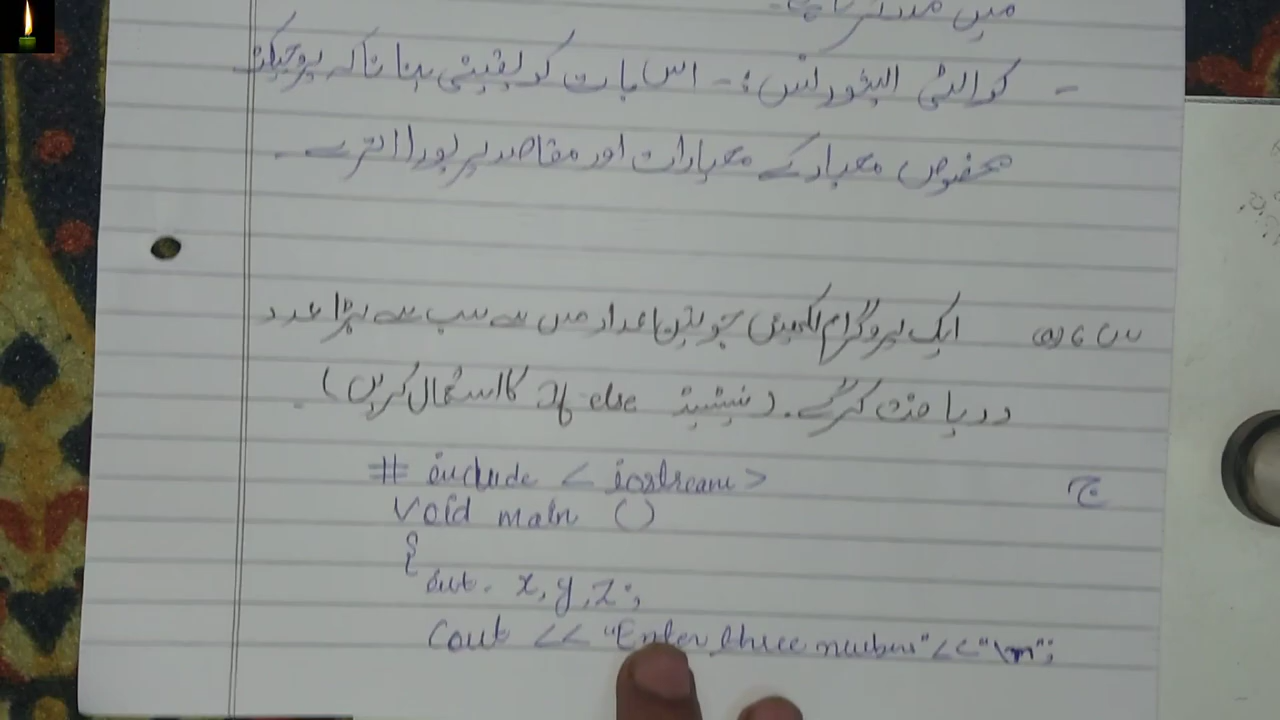 میں مدد کرتا ہے۔
- کوالٹی ایشورنس :- اس بات کو یقینی بنانا کہ پروجیکٹ
مخصوص معیار کے معیارات اور مقاصد پر پورا اترے۔
ایک پروگرام لکھیں جو تین اعداد میں سے سب سے بڑا عدد
دریافت کرے۔ (نیسٹڈ If else کا استعمال کریں)۔
ج
# include < iostream >
void main ()
{
int x, y, z;
Cout << "Enter three numbers" << "\n";